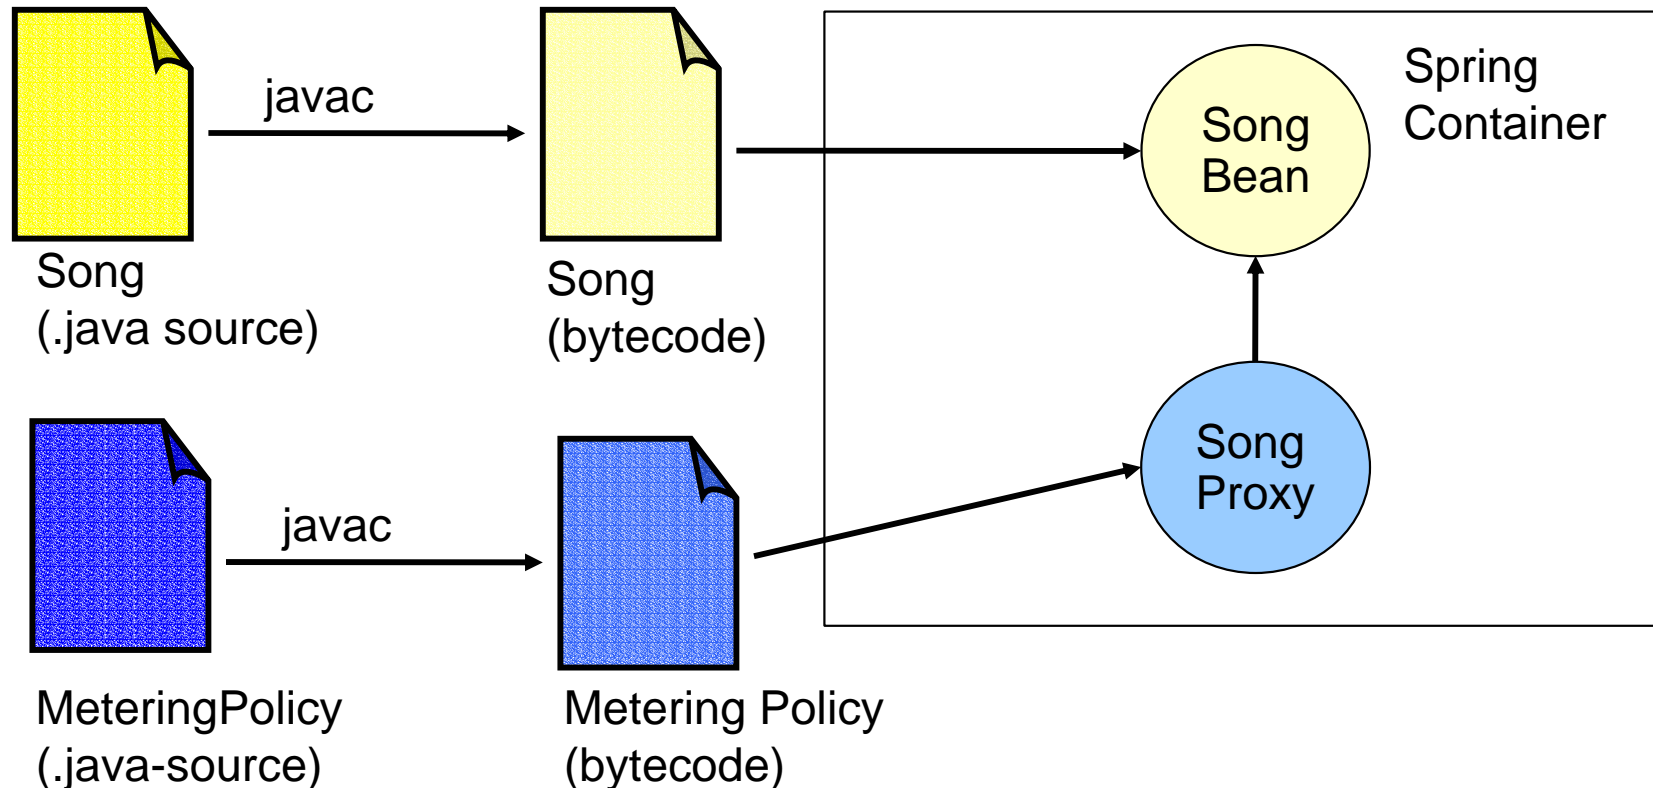 javac
Song
(.java source)
Song
(bytecode)
Song
Bean
Spring
Container
javac
MeteringPolicy
(.java-source)
Metering Policy
(bytecode)
Song
Proxy